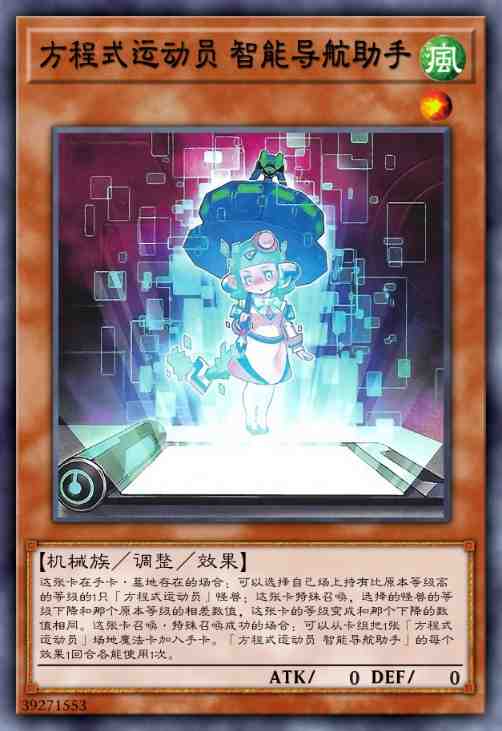 方程式运动员 智能导航助手
風
【机械族／调整／效果】
这张卡在手卡·墓地存在的场合：可以选择自己场上持有比原本等级高
的等级的1只「方程式运动员」怪兽；这张卡特殊召唤，选择的怪兽的等
级下降和那个原本等级的相差数值，这张卡的等级变成和那个下降的数
值相同。这张卡召唤·特殊召唤成功的场合：可以从卡组把1张「方程式
运动员」场地魔法卡加入手卡。「方程式运动员 智能导航助手」的每个
效果1回合各能使用1次。
ATK/ 0 DEF/ 0
39271553